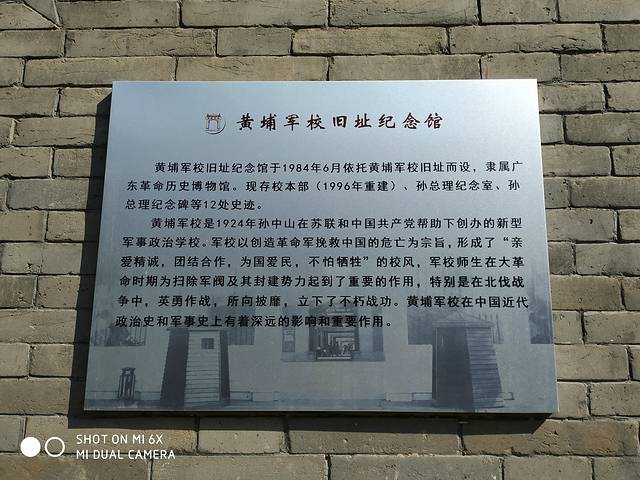 黄埔军校旧址纪念馆
黄埔军校旧址纪念馆于1984年6月依托黄埔军校旧址而设，隶属广
东革命历史博物馆。现存校本部（1996年重建）、孙总理纪念室、孙
总理纪念碑等12处史迹。
黄埔军校是1924年孙中山在苏联和中国共产党帮助下创办的新型
军事政治学校。军校以创造革命军挽救中国的危亡为宗旨，形成了“亲
爱精诚，团结合作，为国爱民，不怕牺牲”的校风，军校师生在大革
命时期为扫除军阀及其封建势力起到了重要的作用，特别是在北伐战
争中，英勇作战，所向披靡，立下了不朽战功。黄埔军校在中国近代
政治史和军事史上有着深远的影响和重要作用。
SHOT ON MI 6X
MI DUAL CAMERA